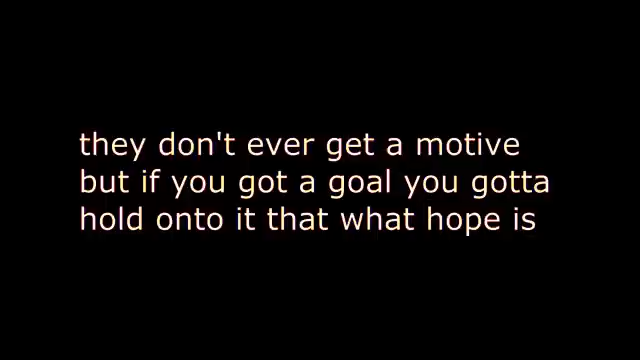 they don't ever get a motive
but if you got a goal you gotta
hold onto it that what hope is